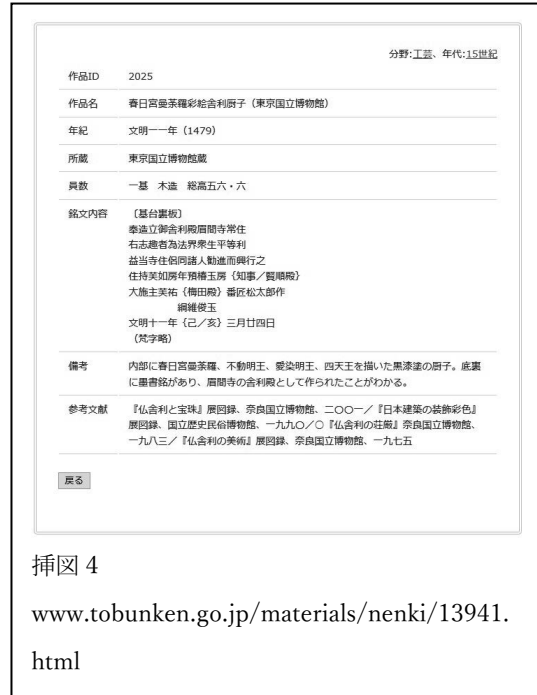 分野:工芸、年代:15世紀
作品ID 2025
作品名 春日宮曼荼羅彩絵舎利厨子（東京国立博物館）
年紀 文明一一年（1479）
所蔵 東京国立博物館蔵
員数 一基 木造 総高五六・六
銘文内容 〔基台裏板〕
奉造立御舎利殿眉間寺常住
右志趣者為法界衆生平等利
益当寺住侶同諸人勧進而興行之
住持芙如房年預椿玉房｛知事／賢順殿｝
大施主芙祐｛梅田殿｝番匠松太郎作
綱維俊玉
文明十一年｛己／亥｝三月廿四日
（梵字略）
備考 内部に春日宮曼荼羅、不動明王、愛染明王、四天王を描いた黒漆塗の厨子。底裏
に墨書銘があり、眉間寺の舎利殿として作られたことがわかる。
参考文献 『仏舎利と宝珠』展図録、奈良国立博物館、二〇〇一／『日本建築の装飾彩色』
展図録、国立歴史民俗博物館、一九九〇／○『仏舎利の荘厳』奈良国立博物館、
一九八三／『仏舎利の美術』展図録、奈良国立博物館、一九七五
戻る
挿図 4
www.tobunken.go.jp/materials/nenki/13941.
html